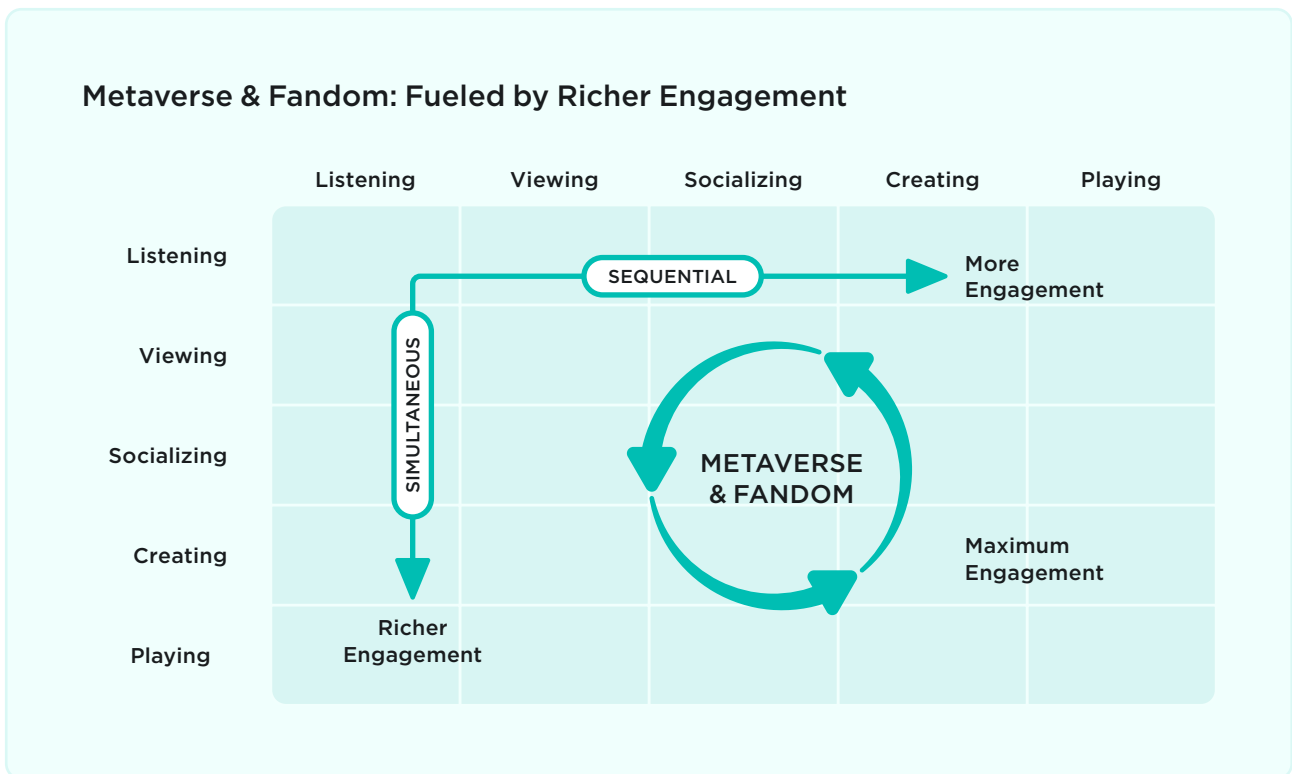 Metaverse & Fandom: Fueled by Richer Engagement
Listening Viewing Socializing Creating Playing
Listening
SEQUENTIAL
More
Engagement
Viewing
SIMULTANEOUS
Socializing
METAVERSE
& FANDOM
Creating
Maximum
Engagement
Richer
Engagement
Playing